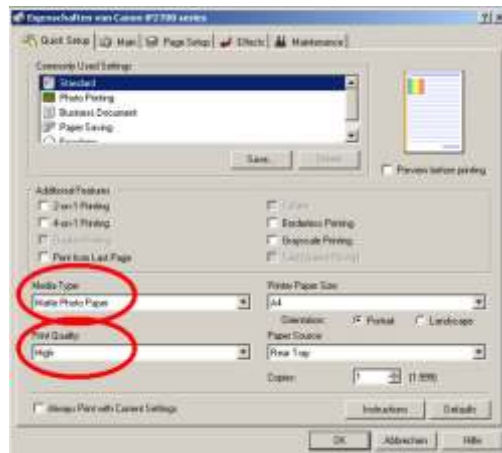 Eigenschaften von Canon iP2700 series
Quick Setup Main Page Setup Effects Maintenance
Commonly Used Settings
Standard
Photo Printing
Business Document
Paper Saving
Save...
Preview before printing
Additional Features
2-on-1 Printing
4-on-1 Printing
Borderless Printing
Grayscale Printing
Print from Last Page
Media Type: Printer Paper Size:
Matte Photo Paper A4
Orientation: Portrait Landscape
Print Quality: Paper Source:
High Rear Tray
Copies: 1 (1-999)
Always Print with Current Settings
Instructions Defaults
OK Abbrechen Hilfe